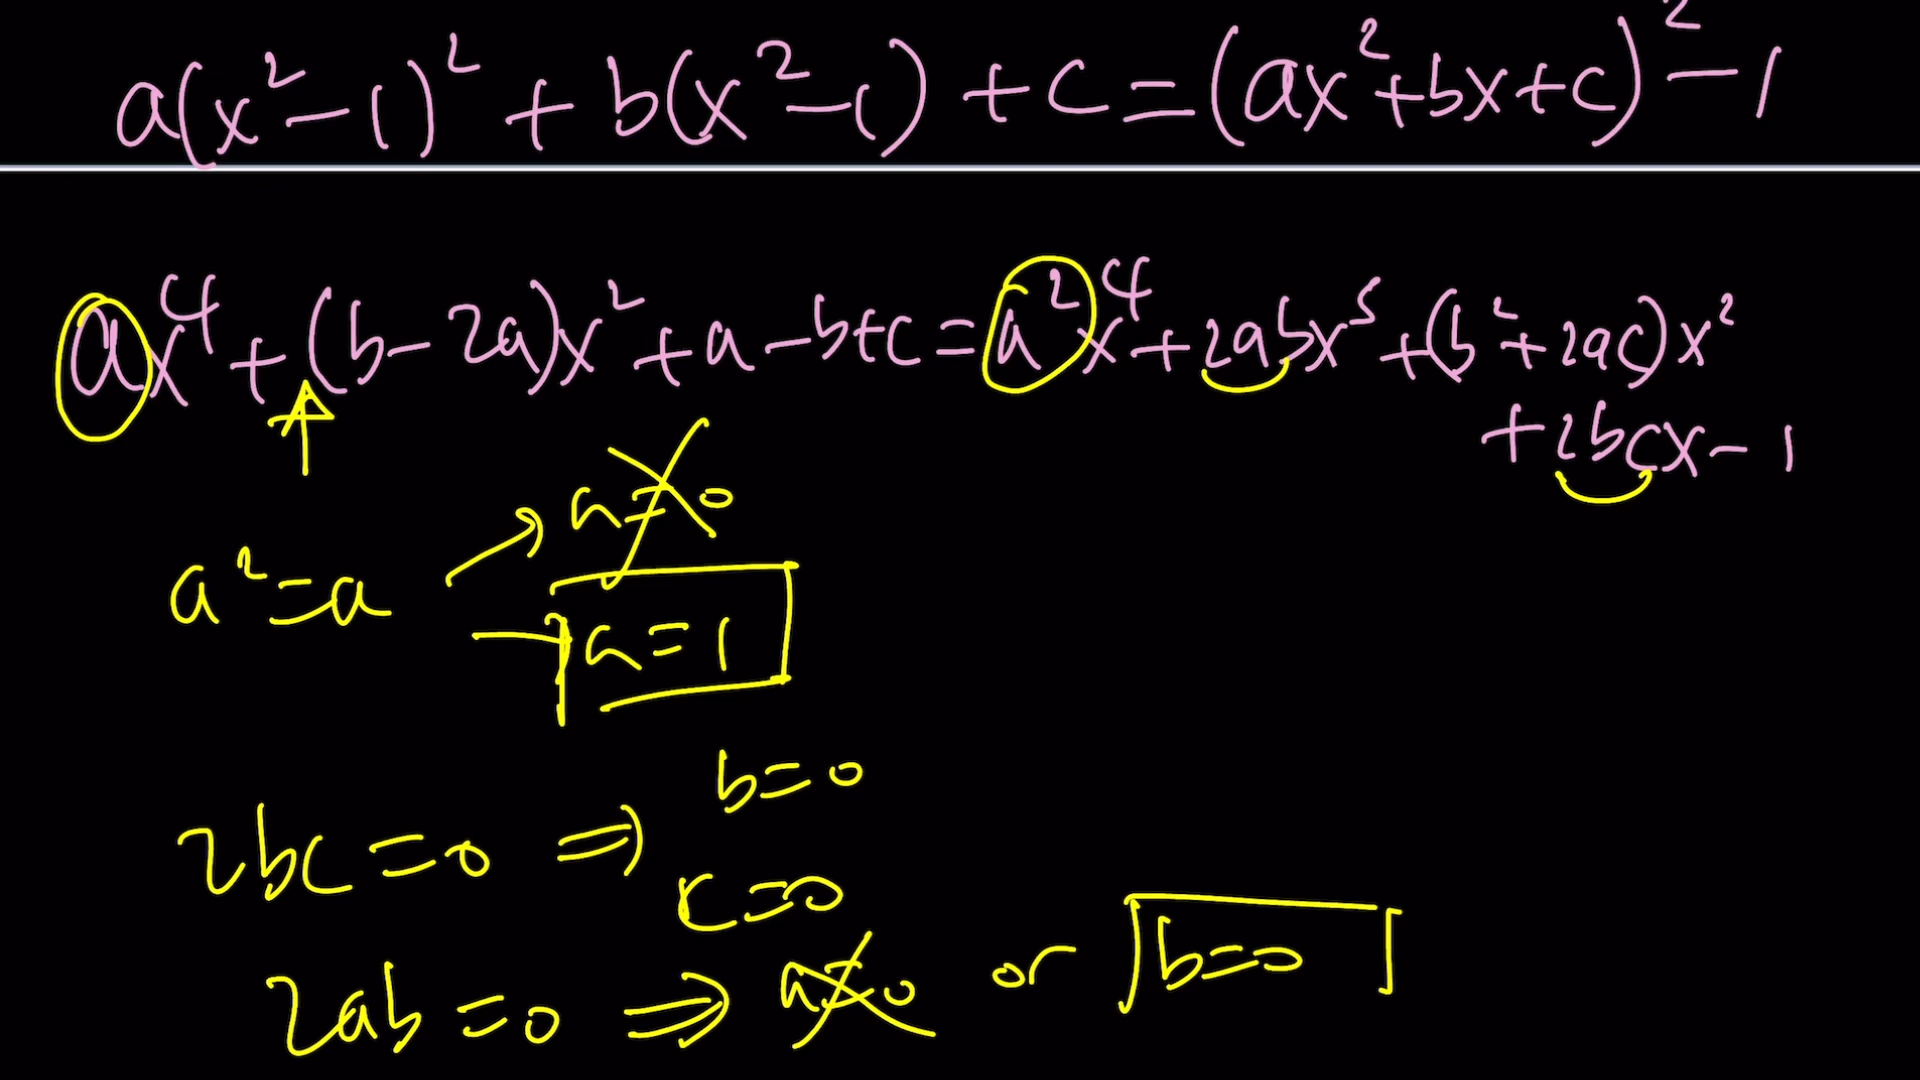 a(x²-1)² + b(x²-1) + c = (ax²+bx+c)² - 1
ax⁴ + (b-2a)x² + a-b+c = a²x⁴ + 2abx³ + (b²+2ac)x²
+2bcx - 1
a=0
a²=a
a=1
b=0
2bc=0 ⇒
c=0
2ab=0 ⇒ a=0 or b=0